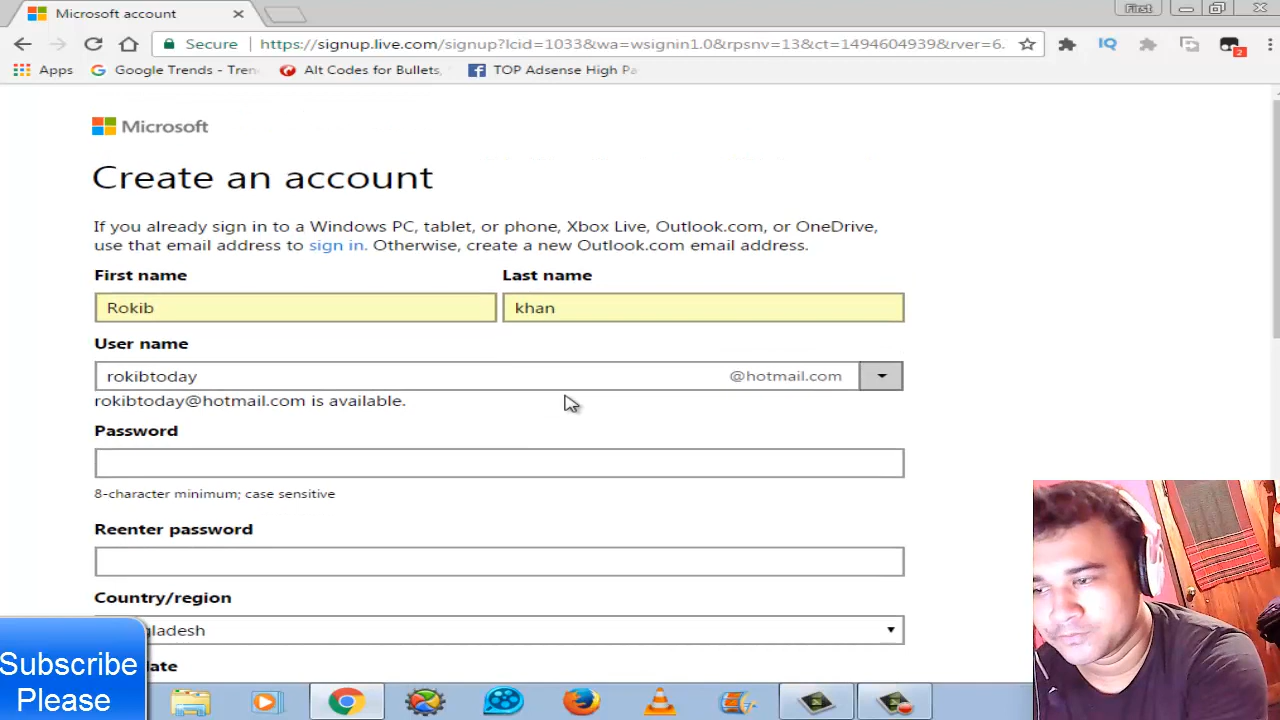 Microsoft account
First
Secure
https://signup.live.com/signup?lcid=1033&wa=wsignin1.0&rpsnv=13&ct=1494604939&rver=6.
2
Apps
Google Trends - Tren
Alt Codes for Bullets,
TOP Adsense High Pa
Microsoft
Create an account
If you already sign in to a Windows PC, tablet, or phone, Xbox Live, Outlook.com, or OneDrive,
use that email address to sign in. Otherwise, create a new Outlook.com email address.
First name
Last name
Rokib
khan
User name
rokibtoday
@hotmail.com
rokibtoday@hotmail.com is available.
Password
8-character minimum; case sensitive
Reenter password
Country/region
gladesh
ate
Subscribe
Please